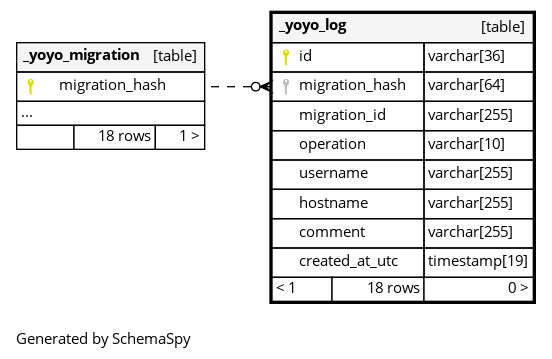 _yoyo_migration [table]
migration_hash
...
18 rows 1 >
_yoyo_log [table]
id varchar[36]
migration_hash varchar[64]
migration_id varchar[255]
operation varchar[10]
username varchar[255]
hostname varchar[255]
comment varchar[255]
created_at_utc timestamp[19]
< 1 18 rows 0 >
Generated by SchemaSpy